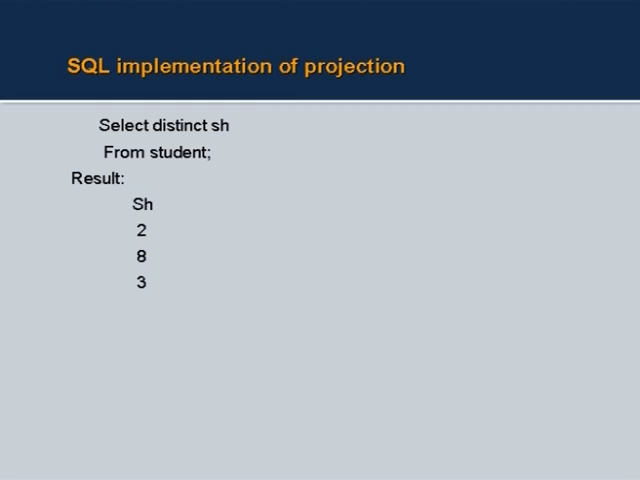 SQL implementation of projection
Select distinct sh
From student;
Result:
Sh
2
8
3